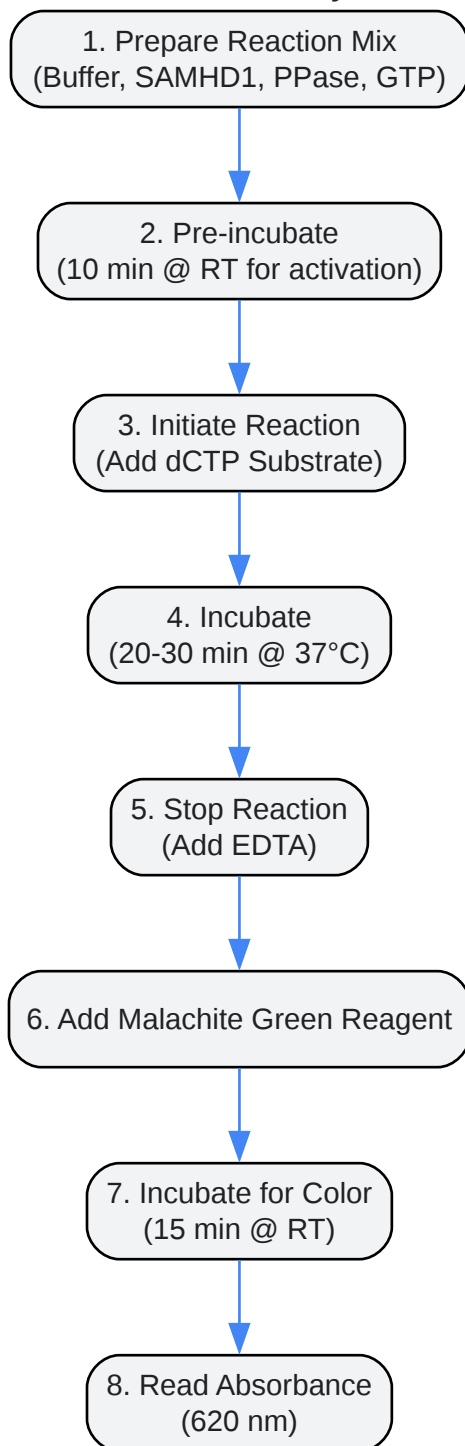 1. Prepare Reaction Mix
(Buffer, SAMHD1, PPase, GTP)
2. Pre-incubate
(10 min @ RT for activation)
3. Initiate Reaction
(Add dCTP Substrate)
4. Incubate
(20-30 min @ 37°C)
5. Stop Reaction
(Add EDTA)
6. Add Malachite Green Reagent
7. Incubate for Color
(15 min @ RT)
8. Read Absorbance
(620 nm)